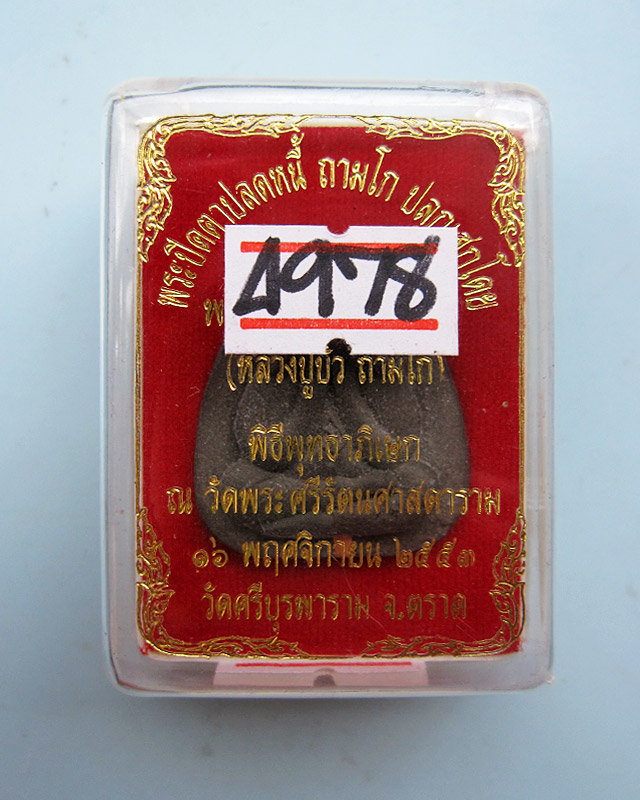 พระปิดตาปลดหนี้ ถามโก ปลุกเสกโดย
4978
(หลวงปู่บัว ถามโก)
พิธีพุทธาภิเษก
ณ วัดพระศรีรัตนศาสดาราม
๑๖ พฤศจิกายน ๒๕๕๓
วัดศรีบุรพาราม จ.ตราด